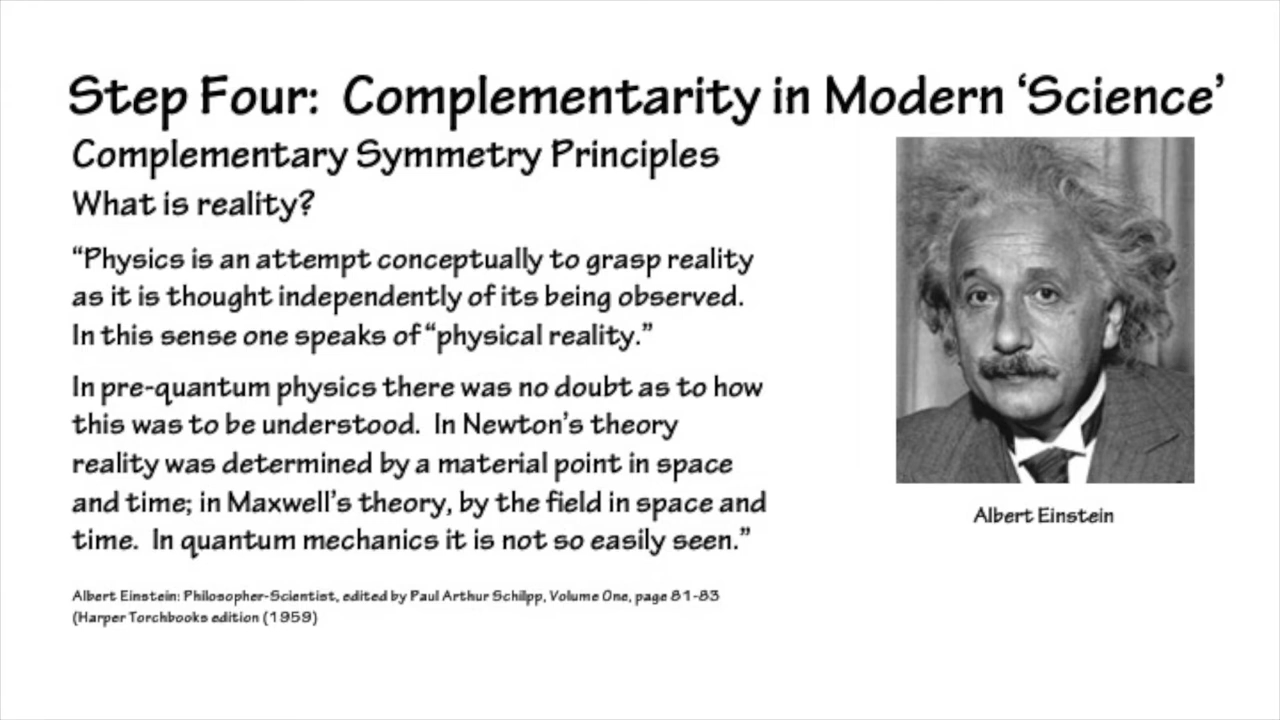 Step Four:  Complementarity in Modern ‘Science’
Complementary Symmetry Principles
What is reality?
“Physics is an attempt conceptually to grasp reality
as it is thought independently of its being observed.
In this sense one speaks of “physical reality.”
In pre-quantum physics there was no doubt as to how
this was to be understood.  In Newton’s theory
reality was determined by a material point in space
and time; in Maxwell’s theory, by the field in space and
time.  In quantum mechanics it is not so easily seen.”
Albert Einstein
Albert Einstein: Philosopher-Scientist, edited by Paul Arthur Schilpp, Volume One, page 81-83
(Harper Torchbooks edition (1959)